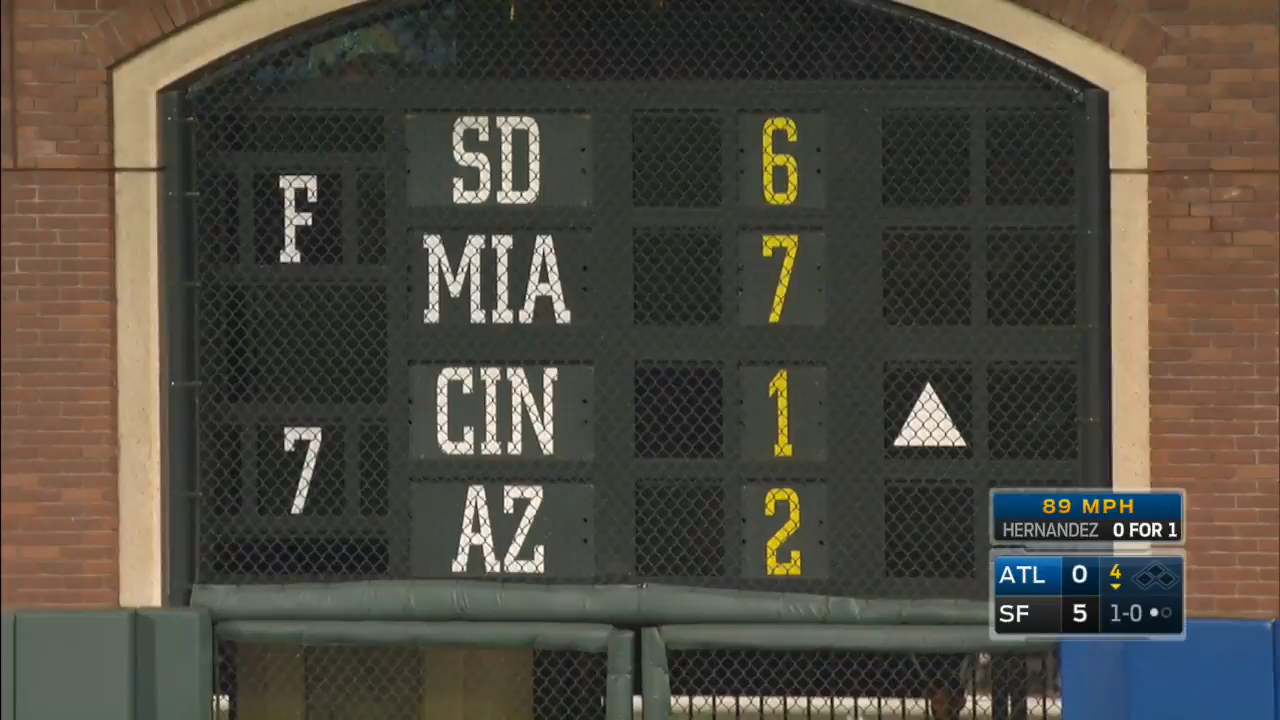 SD 6
F
MIA 7
CIN 1
7
AZ 2
89 MPH
HERNANDEZ 0 FOR 1
ATL 0 4
SF 5 1-0